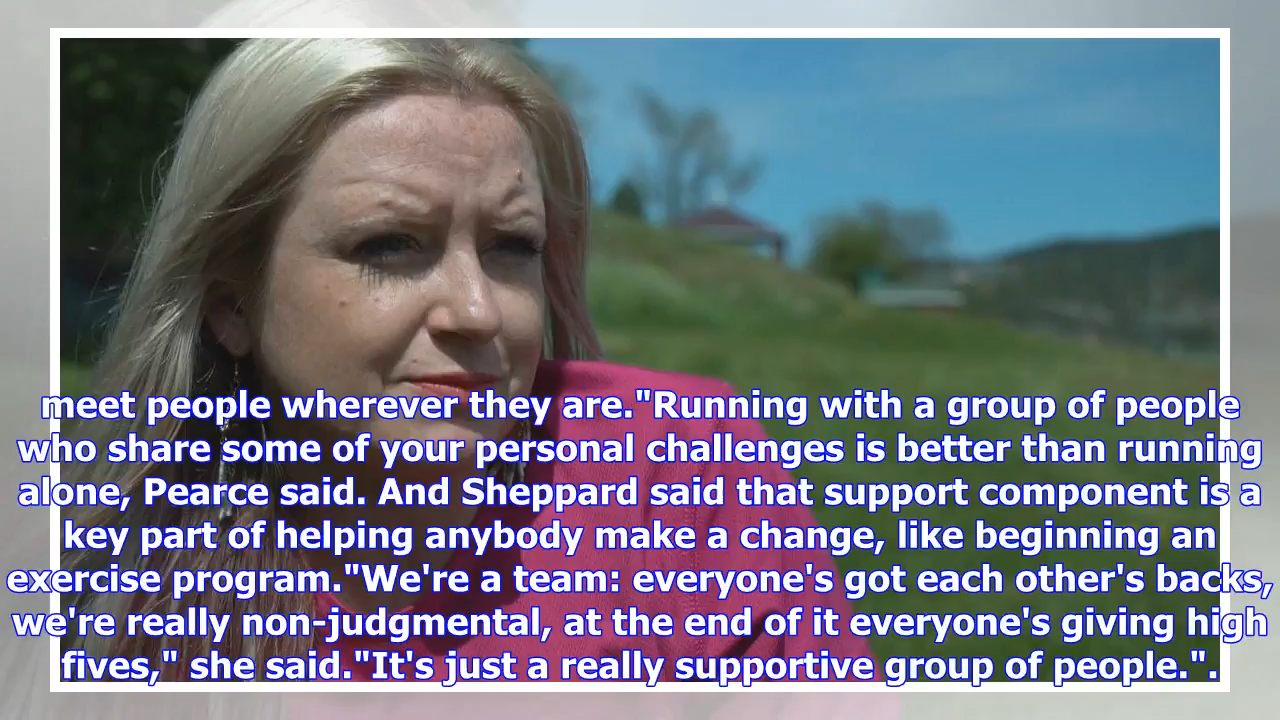 meet people wherever they are."Running with a group of people
who share some of your personal challenges is better than running
alone, Pearce said. And Sheppard said that support component is a
key part of helping anybody make a change, like beginning an
exercise program."We're a team: everyone's got each other's backs,
we're really non-judgmental, at the end of it everyone's giving high
fives," she said."It's just a really supportive group of people.".